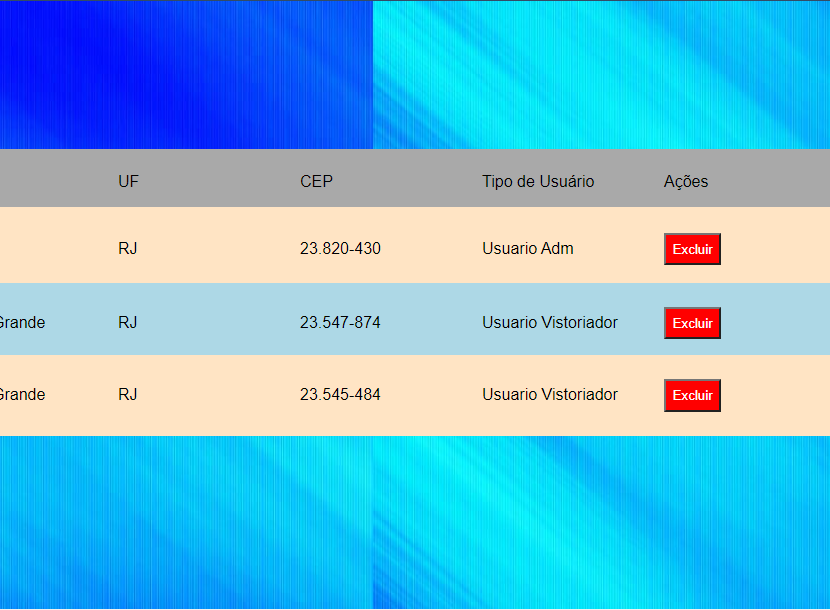 UF CEP Tipo de Usuário Ações
RJ 23.820-430 Usuario Adm Excluir
Grande RJ 23.547-874 Usuario Vistoriador Excluir
Grande RJ 23.545-484 Usuario Vistoriador Excluir